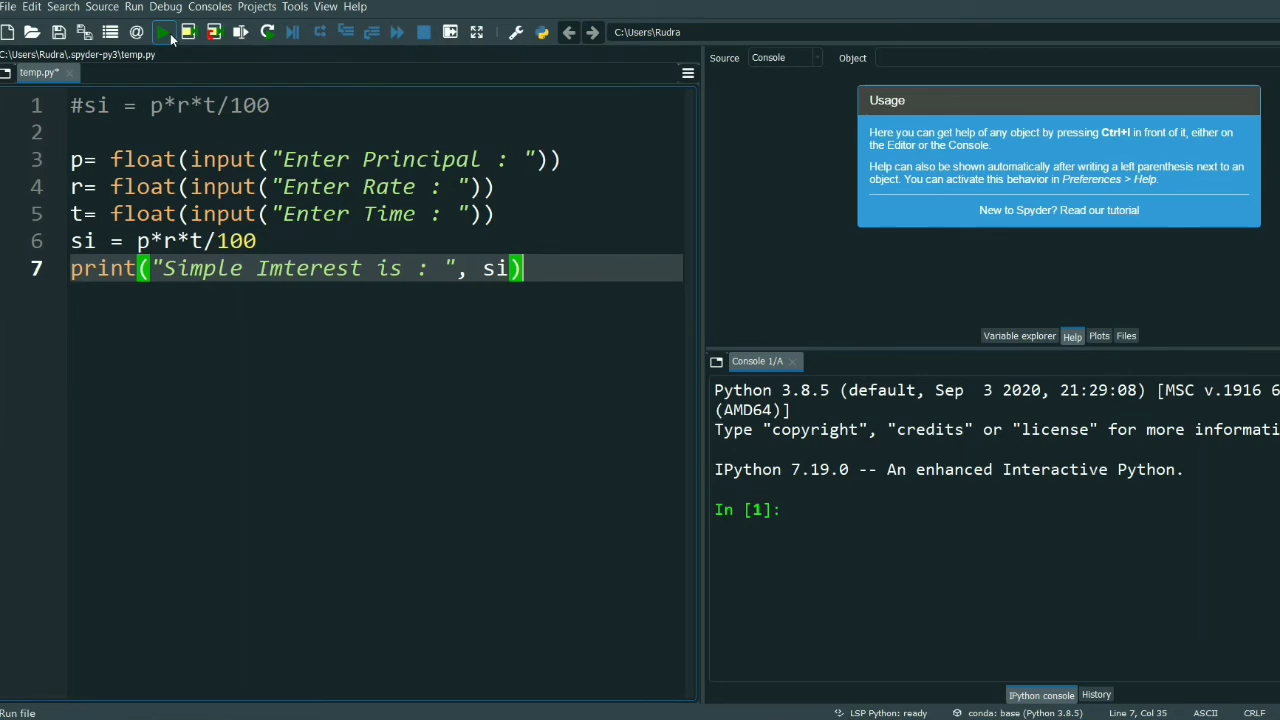 File Edit Search Source Run Debug Consoles Projects Tools View Help
C:\Users\Rudra
C:\Users\Rudra\.spyder-py3\temp.py
temp.py*
1 #si = p*r*t/100
2
3 p= float(input("Enter Principal : "))
4 r= float(input("Enter Rate : "))
5 t= float(input("Enter Time : "))
6 si = p*r*t/100
7 print("Simple Imterest is : ", si)
Source Console Object
Usage
Here you can get help of any object by pressing Ctrl+I in front of it, either on
the Editor or the Console.
Help can also be shown automatically after writing a left parenthesis next to an
object. You can activate this behavior in Preferences > Help.
New to Spyder? Read our tutorial
Variable explorer Help Plots Files
Console 1/A
Python 3.8.5 (default, Sep  3 2020, 21:29:08) [MSC v.1916 6
(AMD64)]
Type "copyright", "credits" or "license" for more informati
IPython 7.19.0 -- An enhanced Interactive Python.
In [1]:
IPython console History
Run file
LSP Python: ready conda: base (Python 3.8.5) Line 7, Col 35 ASCII CRLF